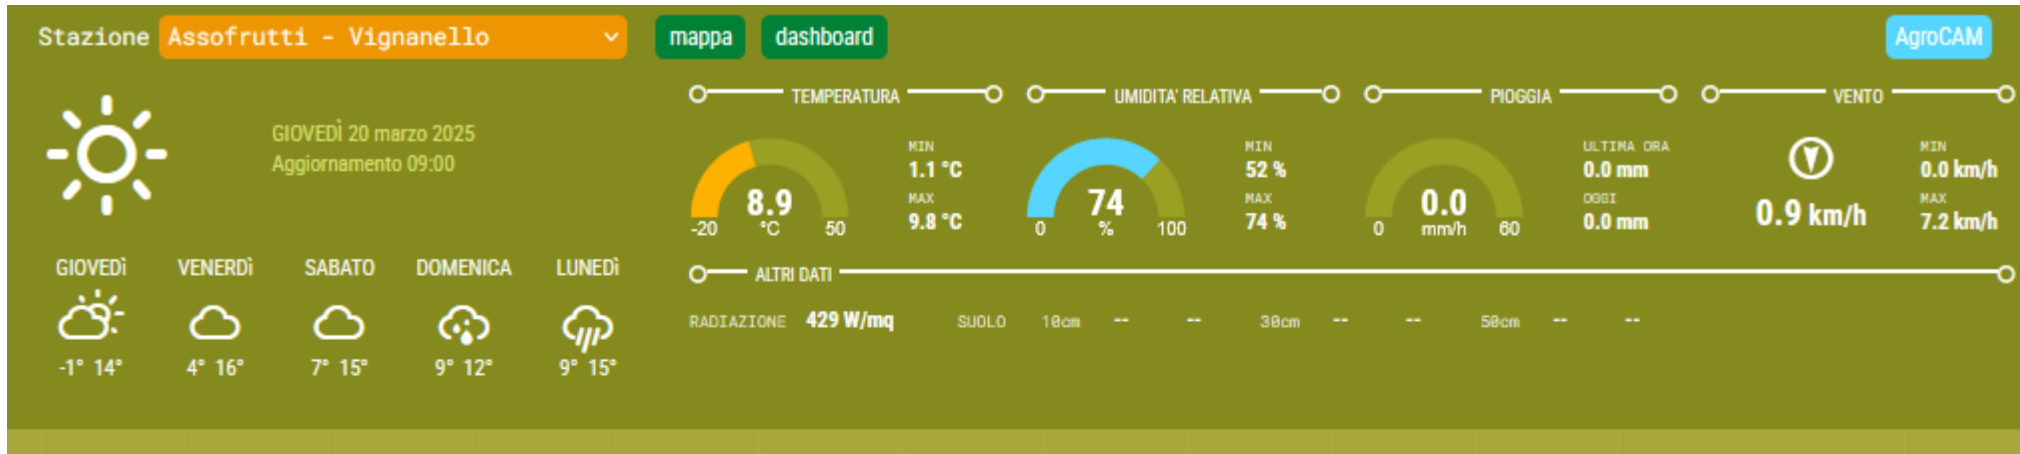 Stazione Assofrutti - Vignanello mappa dashboard AgroCAM
GIOVEDÌ 20 marzo 2025
Aggiornamento 09:00
GIOVEDÌ VENERDÌ SABATO DOMENICA LUNEDÌ
-1° 14° 4° 16° 7° 15° 9° 12° 9° 15°
TEMPERATURA
8.9
°C
-20 50
MIN
1.1 °C
MAX
9.8 °C
UMIDITA' RELATIVA
74
%
0 100
MIN
52 %
MAX
74 %
PIOGGIA
0.0
mm/h
0 60
ULTIMA ORA
0.0 mm
OGGI
0.0 mm
VENTO
0.9 km/h
MIN
0.0 km/h
MAX
7.2 km/h
ALTRI DATI
RADIAZIONE 429 W/mq SUOLO 10cm -- -- 30cm -- -- 50cm -- --